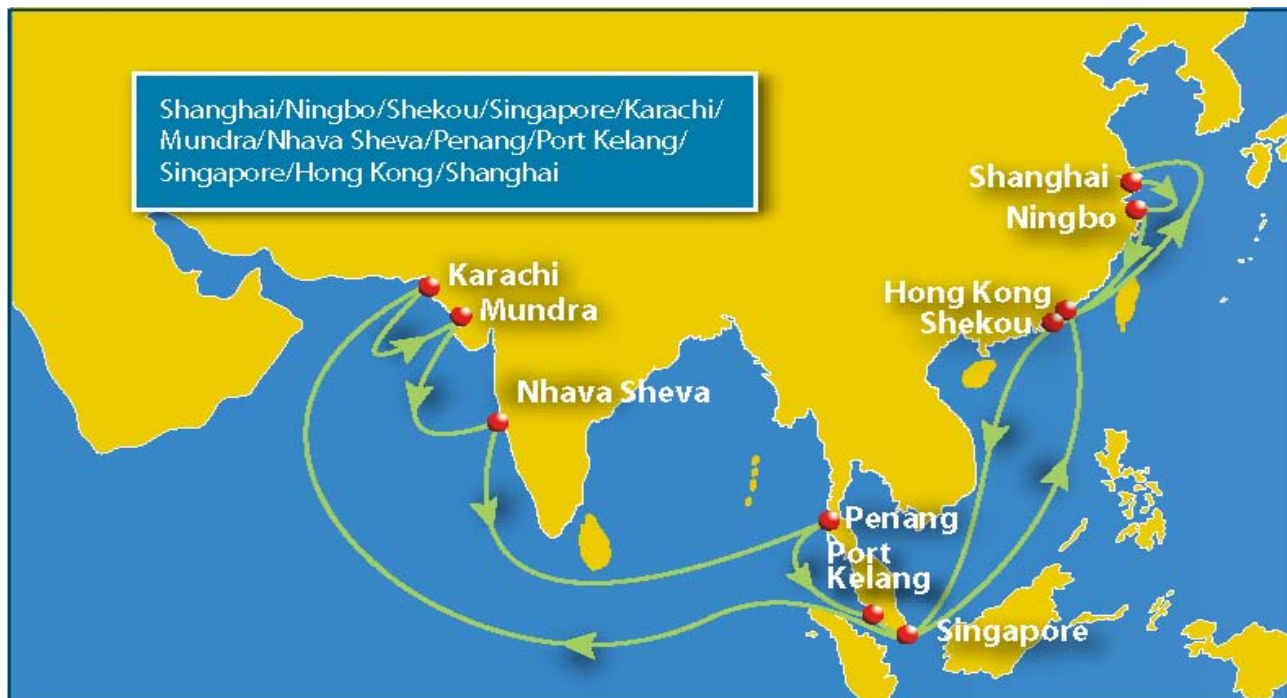 Shanghai/Ningbo/Shekou/Singapore/Karachi/
Mundra/Nhava Sheva/Penang/Port Kelang/
Singapore/Hong Kong/Shanghai
Shanghai
Ningbo
Karachi
Mundra
Hong Kong
Shekou
Nhava Sheva
Penang
Port
Kelang
Singapore